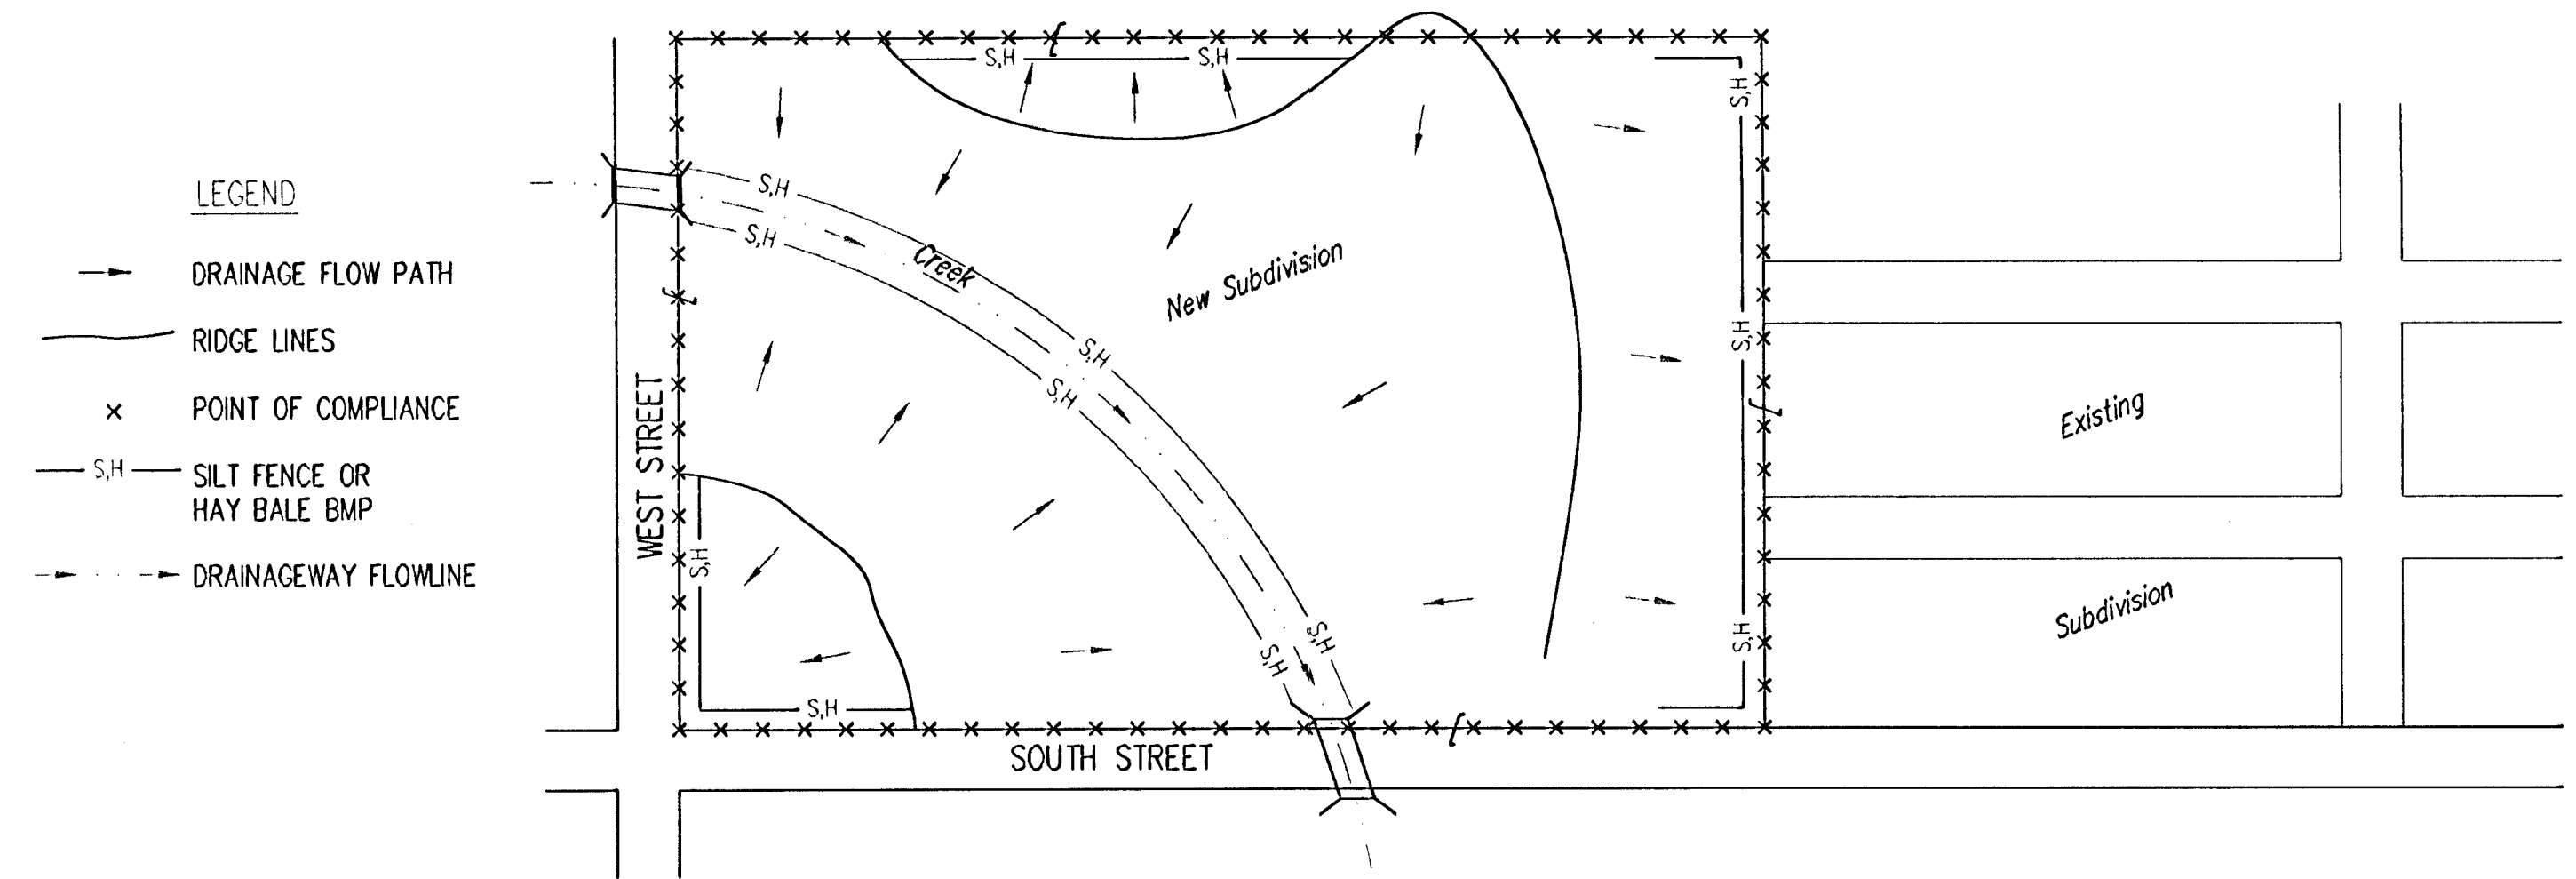 LEGEND
DRAINAGE FLOW PATH
RIDGE LINES
POINT OF COMPLIANCE
S,H
SILT FENCE OR
HAY BALE BMP
DRAINAGEWAY FLOWLINE
S,H
S,H
S,H
S,H
S,H
Creek
New Subdivision
S,H
S,H
S,H
WEST STREET
Existing
S,H
Subdivision
S,H
S,H
S,H
S,H
SOUTH STREET